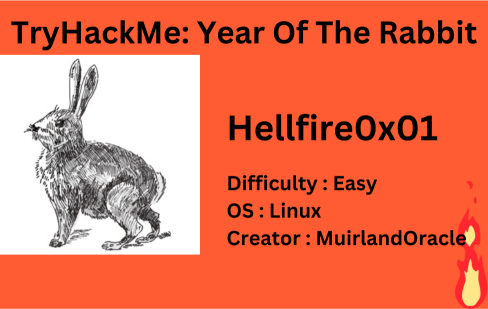 TryHackMe: Year Of The Rabbit
Hellfire0x01
Difficulty : Easy
OS : Linux
Creator : MuirlandOracle